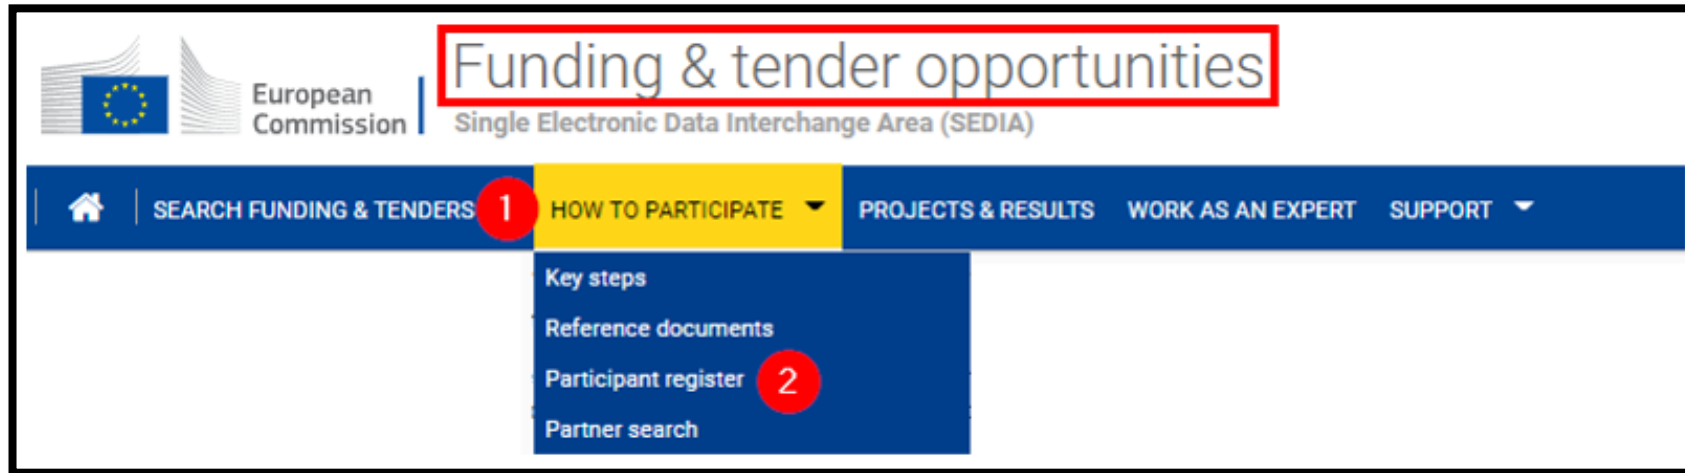 European
Commission
Funding & tender opportunities
Single Electronic Data Interchange Area (SEDIA)
SEARCH FUNDING & TENDERS 1 HOW TO PARTICIPATE PROJECTS & RESULTS WORK AS AN EXPERT SUPPORT
Key steps
Reference documents
Participant register 2
Partner search